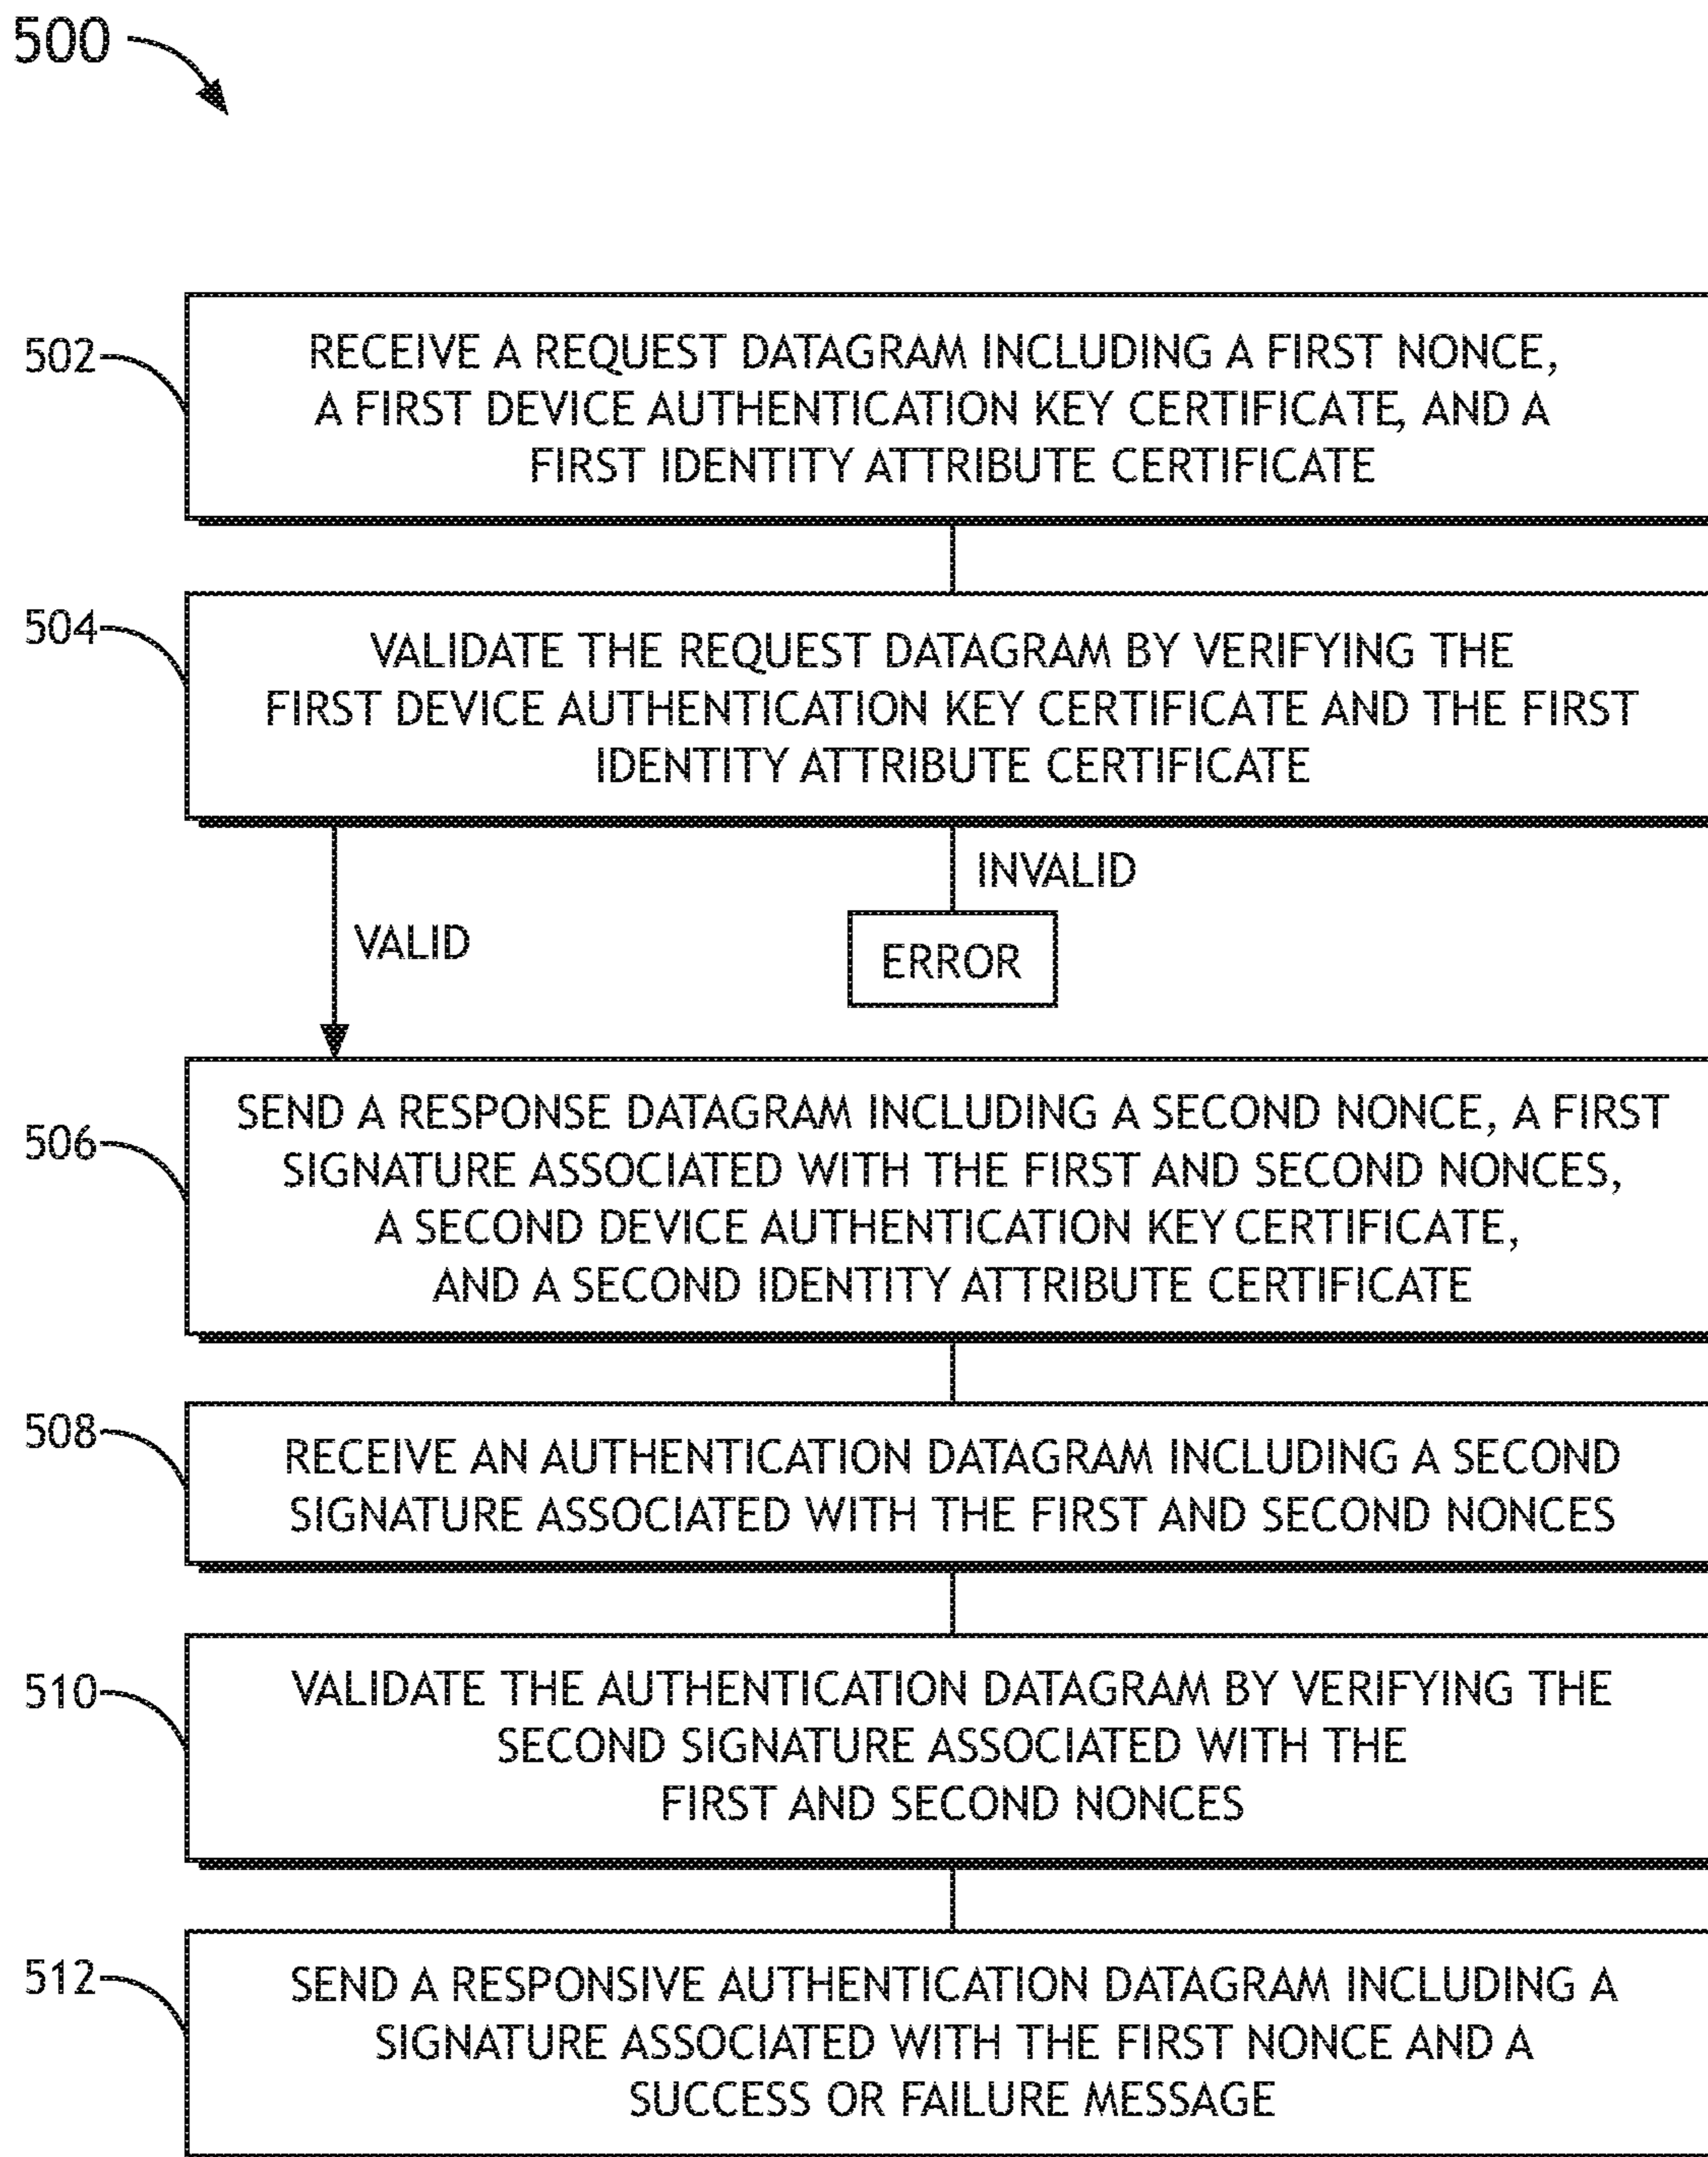 500
502
RECEIVE A REQUEST DATAGRAM INCLUDING A FIRST NONCE,
A FIRST DEVICE AUTHENTICATION KEY CERTIFICATE, AND A
FIRST IDENTITY ATTRIBUTE CERTIFICATE
504
VALIDATE THE REQUEST DATAGRAM BY VERIFYING THE
FIRST DEVICE AUTHENTICATION KEY CERTIFICATE AND THE FIRST
IDENTITY ATTRIBUTE CERTIFICATE
INVALID
VALID
ERROR
506
SEND A RESPONSE DATAGRAM INCLUDING A SECOND NONCE, A FIRST
SIGNATURE ASSOCIATED WITH THE FIRST AND SECOND NONCES,
A SECOND DEVICE AUTHENTICATION KEY CERTIFICATE,
AND A SECOND IDENTITY ATTRIBUTE CERTIFICATE
508
RECEIVE AN AUTHENTICATION DATAGRAM INCLUDING A SECOND
SIGNATURE ASSOCIATED WITH THE FIRST AND SECOND NONCES
510
VALIDATE THE AUTHENTICATION DATAGRAM BY VERIFYING THE
SECOND SIGNATURE ASSOCIATED WITH THE
FIRST AND SECOND NONCES
512
SEND A RESPONSIVE AUTHENTICATION DATAGRAM INCLUDING A
SIGNATURE ASSOCIATED WITH THE FIRST NONCE AND A
SUCCESS OR FAILURE MESSAGE